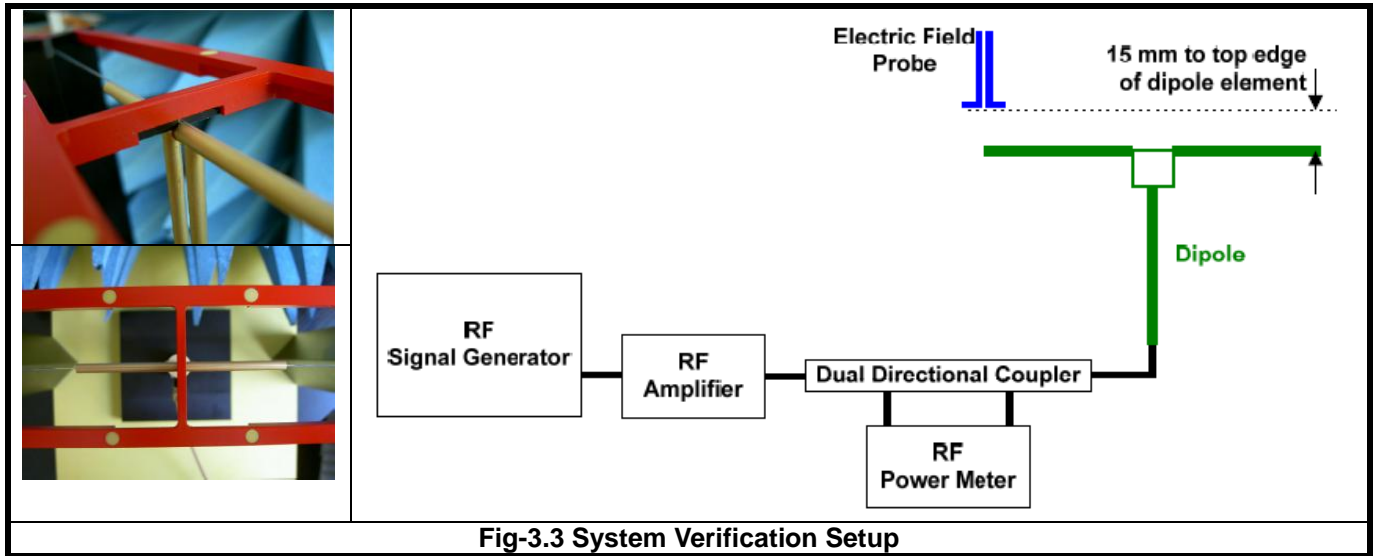 Electric Field
Probe
15 mm to top edge
of dipole element
Dipole
RF
Signal Generator
RF
Amplifier
Dual Directional Coupler
RF
Power Meter
Fig-3.3 System Verification Setup